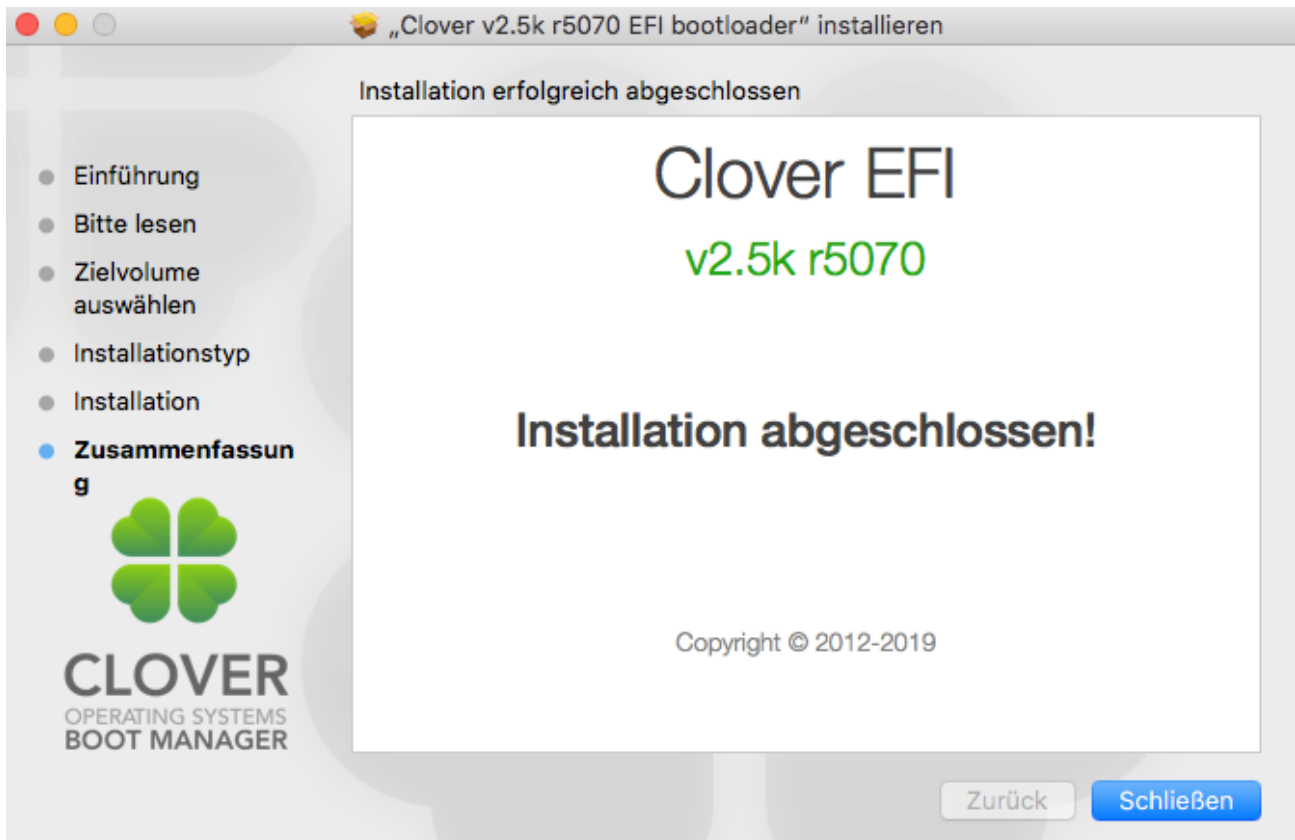 „Clover v2.5k r5070 EFI bootloader“ installieren
Installation erfolgreich abgeschlossen
Einführung
Bitte lesen
Zielvolume
auswählen
Installationstyp
Installation
Zusammenfassun
g
CLOVER
OPERATING SYSTEMS
BOOT MANAGER
Clover EFI
v2.5k r5070
Installation abgeschlossen!
Copyright © 2012-2019
Zurück
Schließen